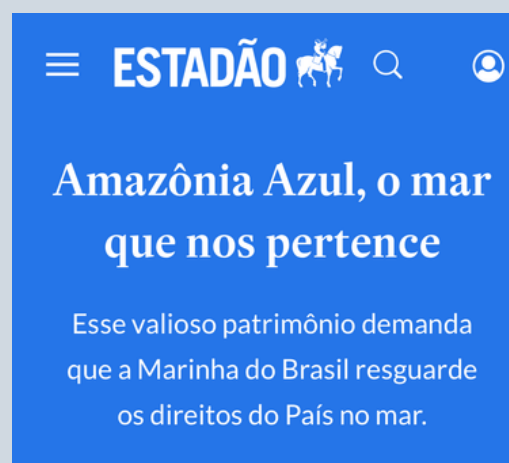 ESTADÃO
Amazônia Azul, o mar
que nos pertence
Esse valioso patrimônio demanda
que a Marinha do Brasil resguarde
os direitos do País no mar.